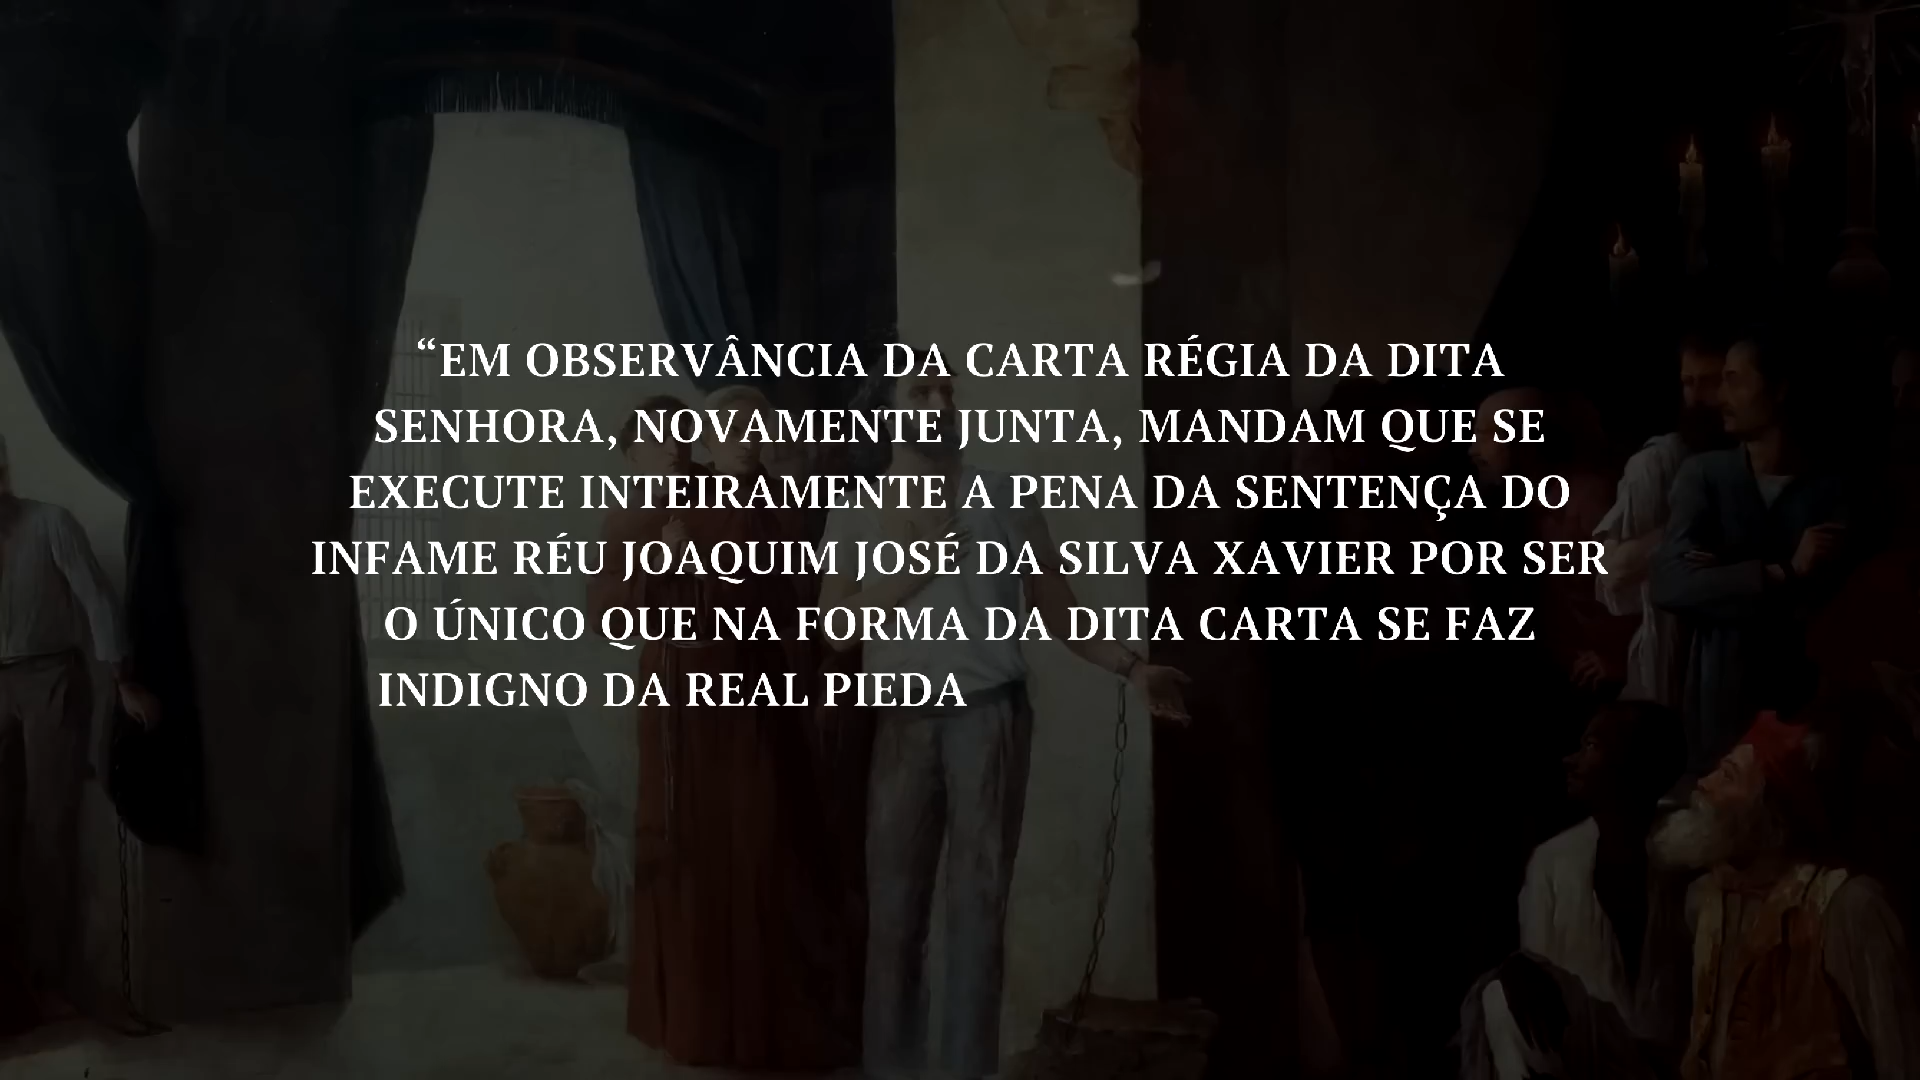 “EM OBSERVÂNCIA DA CARTA RÉGIA DA DITA
SENHORA, NOVAMENTE JUNTA, MANDAM QUE SE
EXECUTE INTEIRAMENTE A PENA DA SENTENÇA DO
INFAME RÉU JOAQUIM JOSÉ DA SILVA XAVIER POR SER
O ÚNICO QUE NA FORMA DA DITA CARTA SE FAZ
INDIGNO DA REAL PIEDA